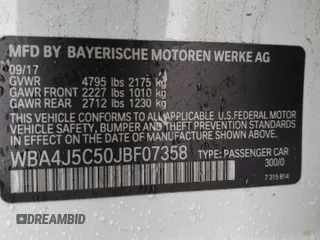 MFD BY BAYERISCHE MOTOREN WERKE AG
09/17
GVWR 4795 lbs 2175 kg
GAWR FRONT 2227 lbs 1010 kg
GAWR REAR 2712 lbs 1230 kg
THIS VEHICLE CONFORMS TO ALL APPLICABLE U.S.FEDERAL MOTOR
VEHICLE SAFETY, BUMPER, AND THEFT PREVENTION STANDARDS IN
EFFECT ON THE DATE OF MANUFACTURE SHOWN ABOVE.
WBA4J5C50JBF07358 TYPE: PASSENGER CAR
300/0
7 315 814
© DREAMBID